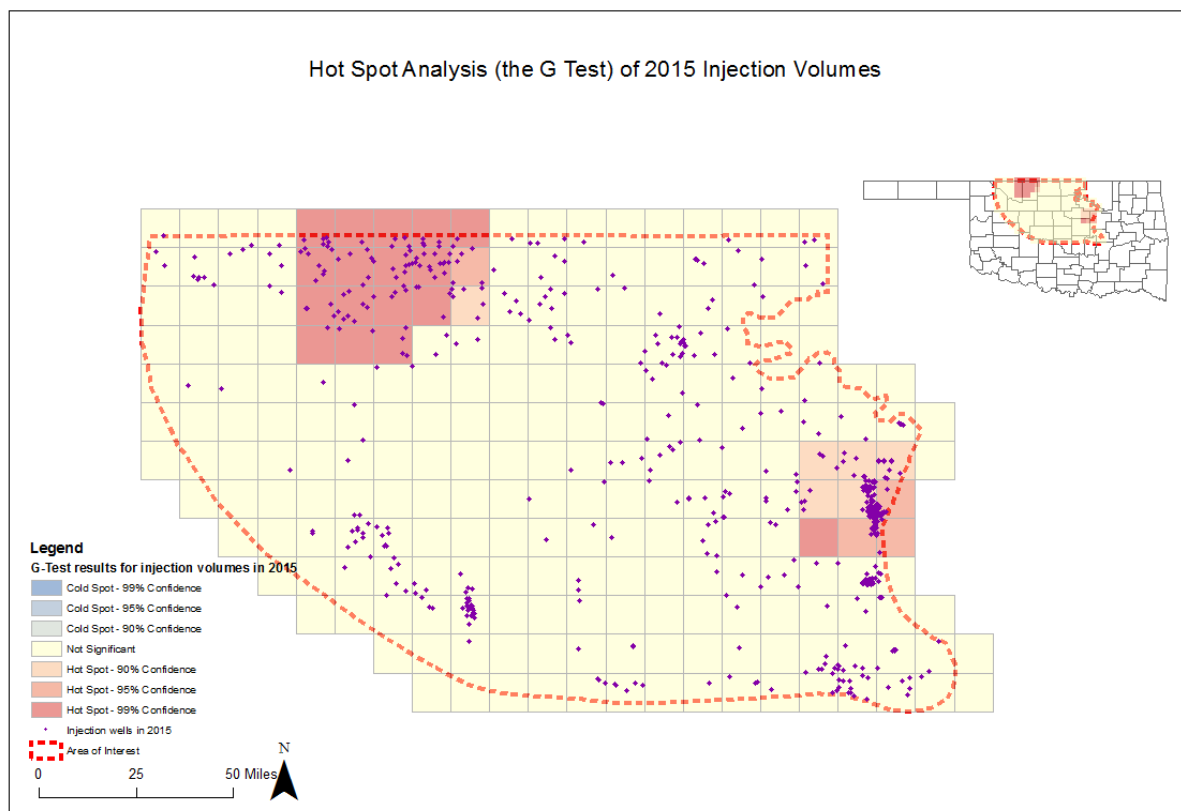 Hot Spot Analysis (the G Test) of 2015 Injection Volumes
Legend
G-Test results for injection volumes in 2015
Cold Spot - 99% Confidence
Cold Spot - 95% Confidence
Cold Spot - 90% Confidence
Not Significant
Hot Spot - 90% Confidence
Hot Spot - 95% Confidence
Hot Spot - 99% Confidence
Injection wells in 2015
Area of Interest
N
0 25 50 Miles